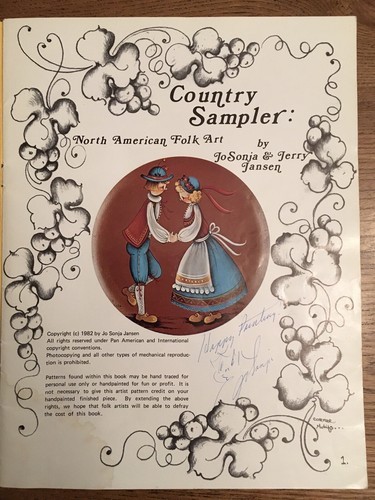 Country
Sampler:
North American Folk Art by
JoSonja & Jerry
Jansen
Copyright (c) 1982 by Jo Sonja Jansen
All rights reserved under Pan American and International
copyright conventions.
Photocopying and all other types of mechanical reproduc-
tion is prohibited.
Patterns found within this book may be hand traced for
personal use only or handpainted for fun or profit. It is
not necessary to give this artist pattern credit on your
handpainted finished piece. By extending the above
rights, we hope that folk artists will be able to defray
the cost of this book.
Happy Painting
Jo Sonja
1.